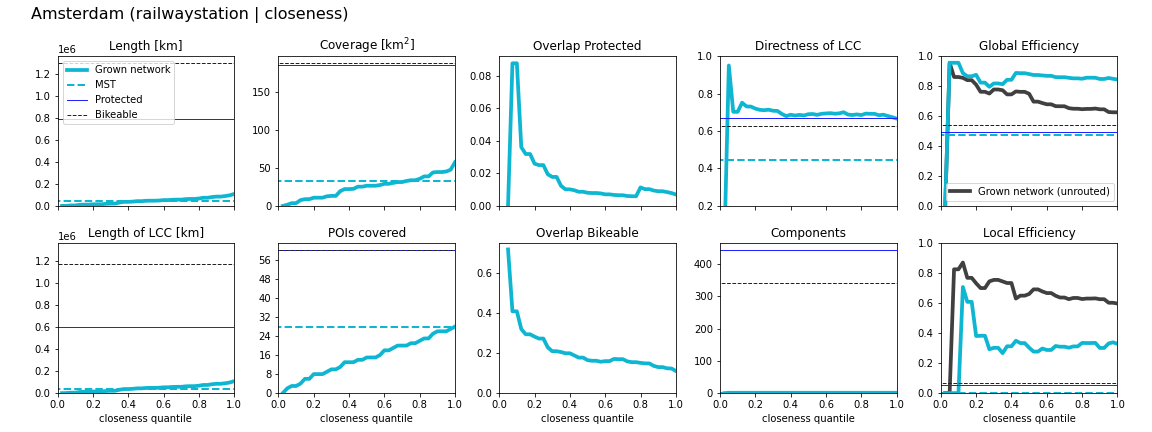 Amsterdam (railwaystation | closeness)
Length [km]
1e6
1.2
1.0
0.8
0.6
0.4
0.2
0.0
Grown network
MST
Protected
Bikeable
Coverage [km²]
150
100
50
0
Overlap Protected
0.08
0.06
0.04
0.02
0.00
Directness of LCC
1.0
0.8
0.6
0.4
0.2
Global Efficiency
1.0
0.8
0.6
0.4
0.2
0.0
Grown network (unrouted)
Length of LCC [km]
1e6
1.2
1.0
0.8
0.6
0.4
0.2
0.0
0.0 0.2 0.4 0.6 0.8 1.0
closeness quantile
POIs covered
56
48
40
32
24
16
8
0
0.0 0.2 0.4 0.6 0.8 1.0
closeness quantile
Overlap Bikeable
0.6
0.4
0.2
0.0
0.0 0.2 0.4 0.6 0.8 1.0
closeness quantile
Components
400
300
200
100
0
0.0 0.2 0.4 0.6 0.8 1.0
closeness quantile
Local Efficiency
1.0
0.8
0.6
0.4
0.2
0.0
0.0 0.2 0.4 0.6 0.8 1.0
closeness quantile